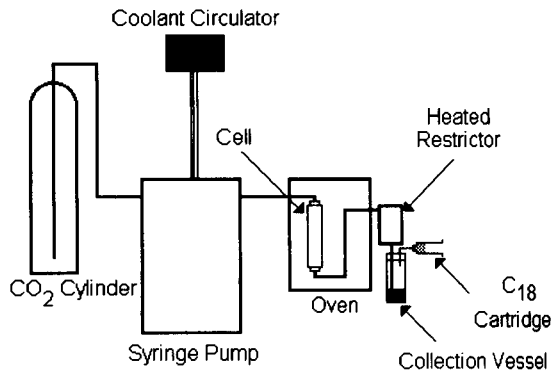 Coolant Circulator
Cell
Heated
Restrictor
CO2 Cylinder
Oven
C18
Cartridge
Syringe Pump
Collection Vessel